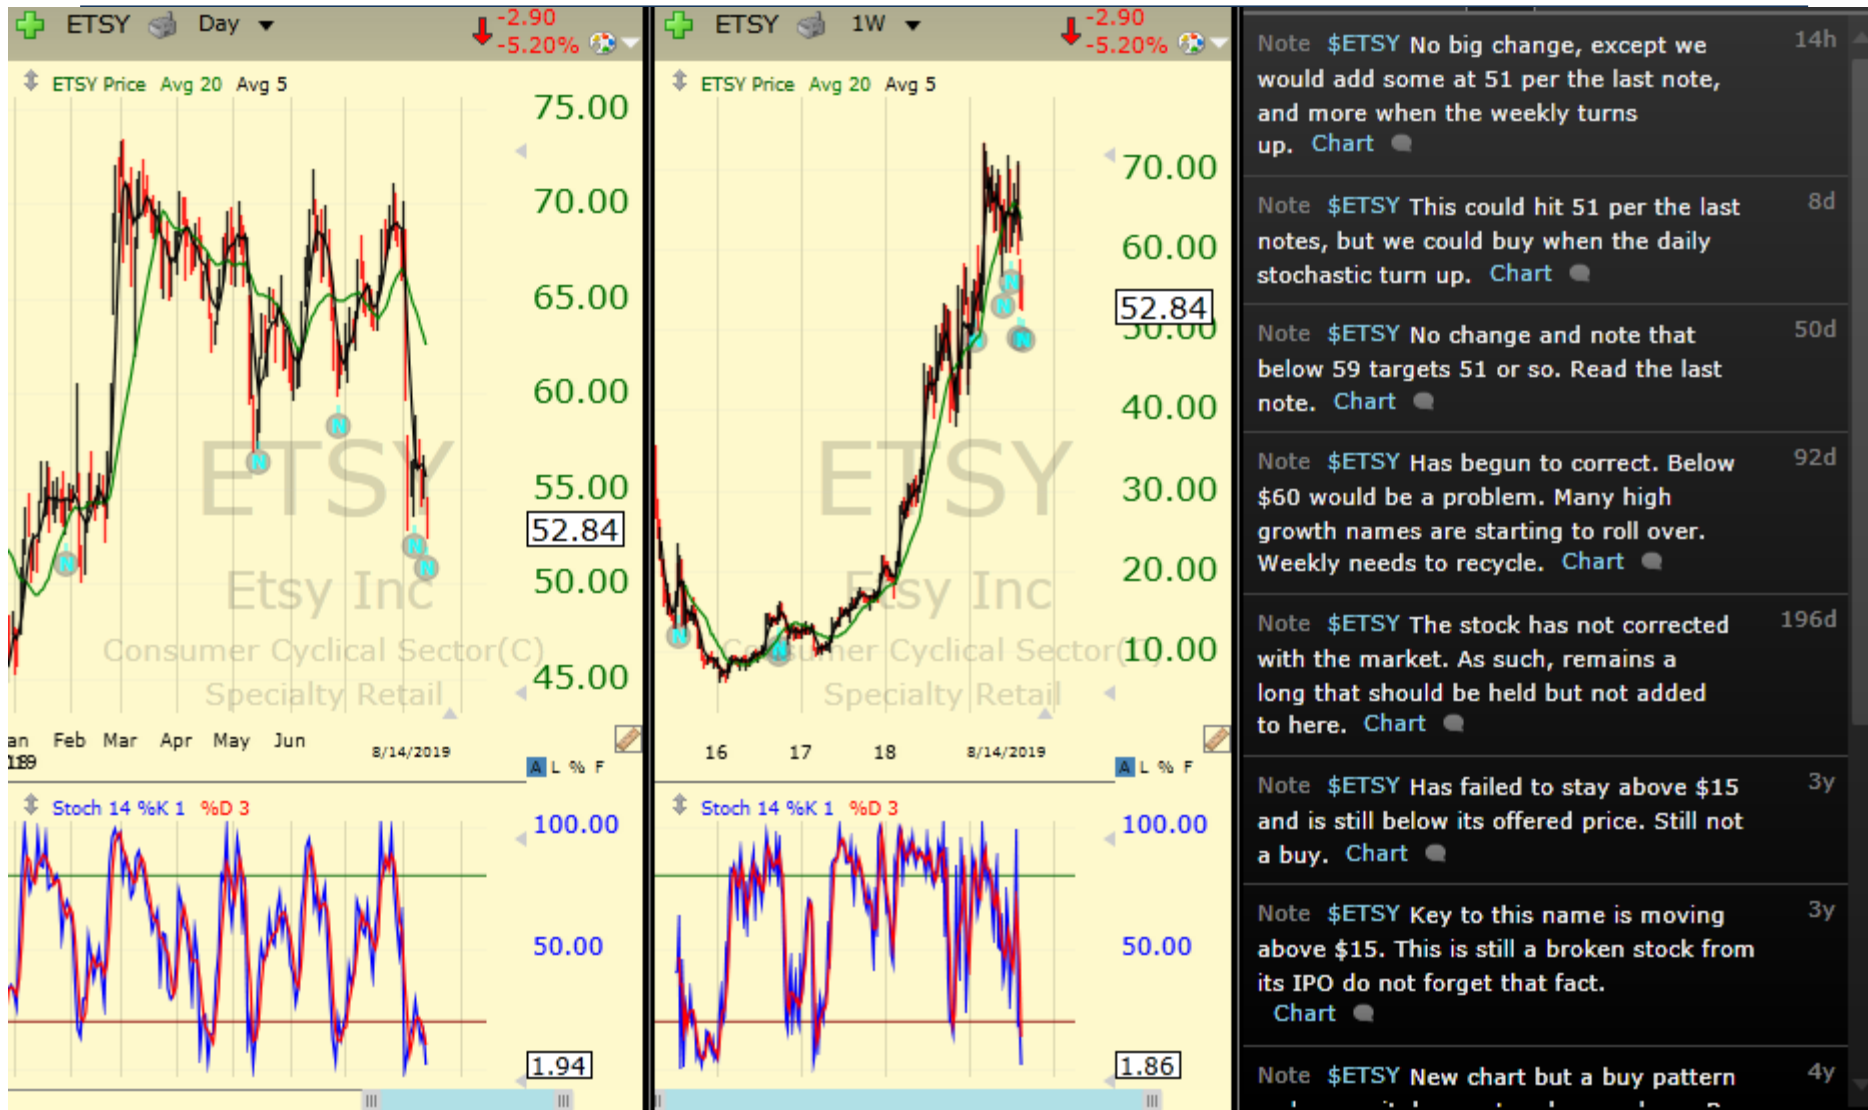 ETSY Day
-2.90
-5.20%
ETSY Price Avg 20 Avg 5
75.00
70.00
65.00
60.00
55.00
52.84
50.00
45.00
ETSY
Etsy Inc
Consumer Cyclical Sector(C)
Specialty Retail
N
N
N
N
N
Feb Mar Apr May Jun
8/14/2019
A L % F
Stoch 14 %K 1 %D 3
100.00
50.00
1.94
ETSY 1W
-2.90
-5.20%
ETSY Price Avg 20 Avg 5
70.00
60.00
52.84
50.00
40.00
30.00
20.00
10.00
ETSY
Etsy Inc
Consumer Cyclical Sector(C)
Specialty Retail
N
N
N
N
N
N
16 17 18 8/14/2019
A L % F
Stoch 14 %K 1 %D 3
100.00
50.00
1.86
Note $ETSY No big change, except we 14h
would add some at 51 per the last note,
and more when the weekly turns
up. Chart
Note $ETSY This could hit 51 per the last 8d
notes, but we could buy when the daily
stochastic turn up. Chart
Note $ETSY No change and note that 50d
below 59 targets 51 or so. Read the last
note. Chart
Note $ETSY Has begun to correct. Below 92d
$60 would be a problem. Many high
growth names are starting to roll over.
Weekly needs to recycle. Chart
Note $ETSY The stock has not corrected 196d
with the market. As such, remains a
long that should be held but not added
to here. Chart
Note $ETSY Has failed to stay above $15 3y
and is still below its offered price. Still not
a buy. Chart
Note $ETSY Key to this name is moving 3y
above $15. This is still a broken stock from
its IPO do not forget that fact.
Chart
Note $ETSY New chart but a buy pattern 4y